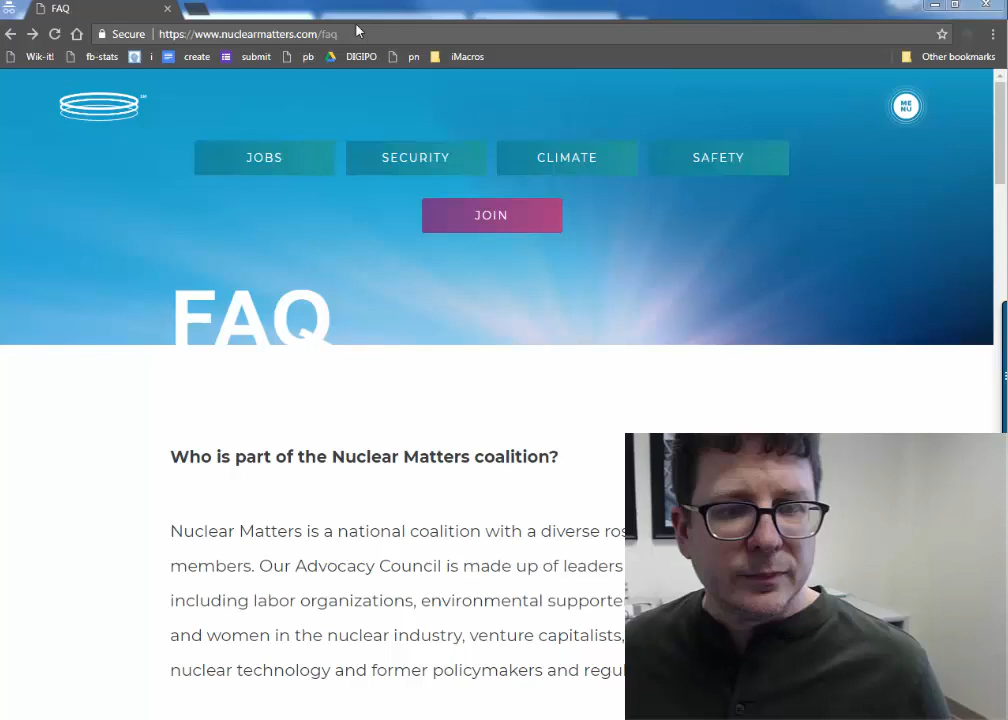 FAQ
Secure https://www.nuclearmatters.com/faq
Wik-it! fb-stats i create submit pb DIGIPO pn iMacros Other bookmarks
SM
ME
NU
JOBS SECURITY CLIMATE SAFETY
JOIN
FAQ
Who is part of the Nuclear Matters coalition?
Nuclear Matters is a national coalition with a diverse ros
members. Our Advocacy Council is made up of leaders
including labor organizations, environmental supporte
and women in the nuclear industry, venture capitalists,
nuclear technology and former policymakers and regul